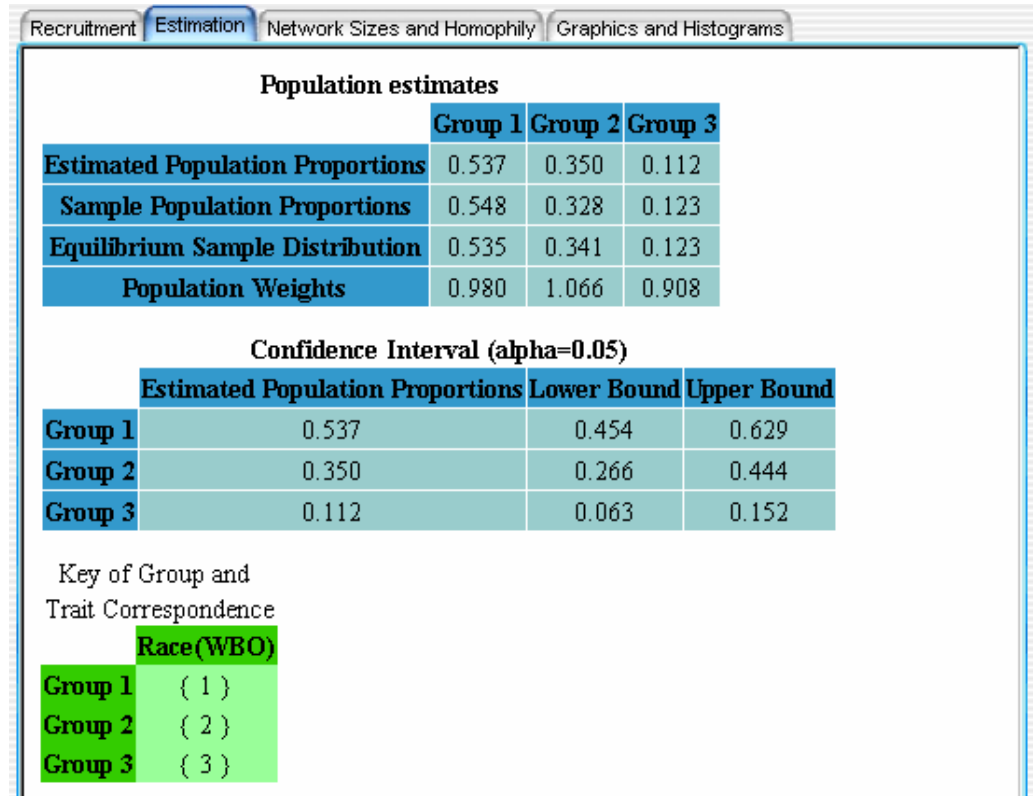 Recruitment Estimation Network Sizes and Homophily Graphics and Histograms
Population estimates
Group 1 Group 2 Group 3
Estimated Population Proportions 0.537 0.350 0.112
Sample Population Proportions 0.548 0.328 0.123
Equilibrium Sample Distribution 0.535 0.341 0.123
Population Weights 0.980 1.066 0.908
Confidence Interval (alpha=0.05)
Estimated Population Proportions Lower Bound Upper Bound
Group 1 0.537 0.454 0.629
Group 2 0.350 0.266 0.444
Group 3 0.112 0.063 0.152
Key of Group and
Trait Correspondence
Race(WBO)
Group 1 { 1 }
Group 2 { 2 }
Group 3 { 3 }